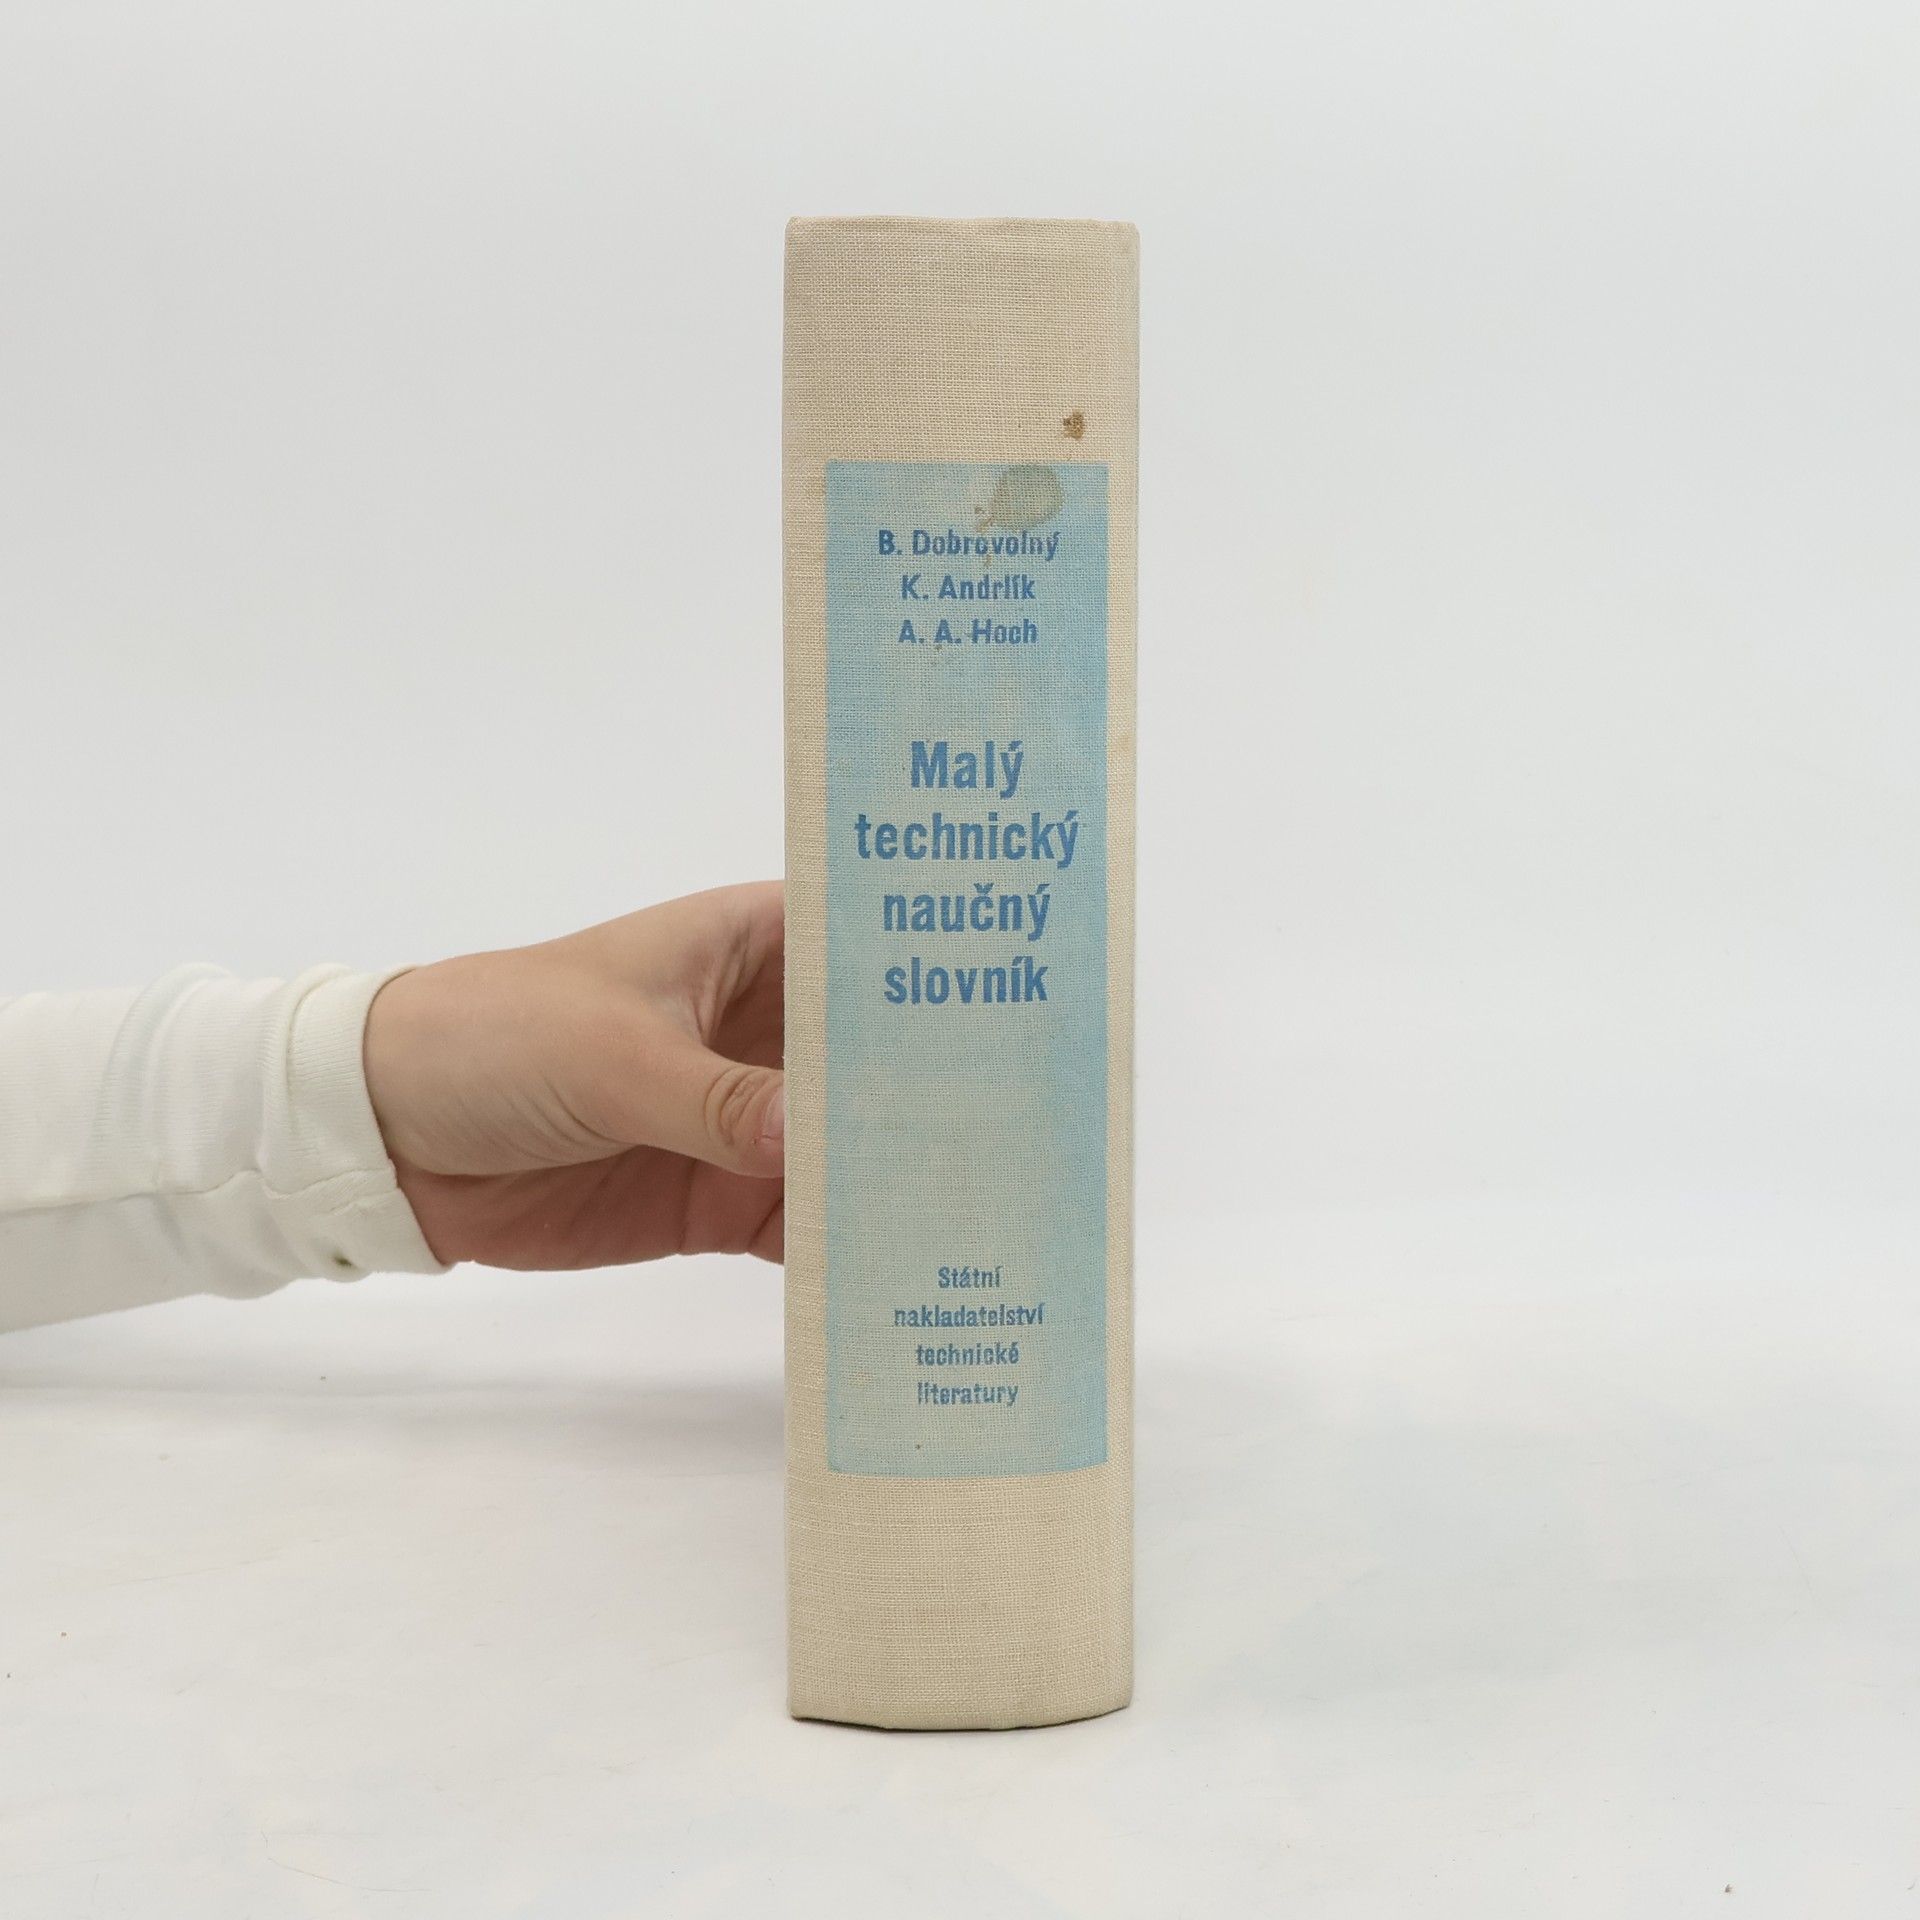 B. Dobrovolný
K. Andrlík
A. A. Hoch
Malý
technický
naučný
slovník
Státní
nakladatelství
technické
literatury